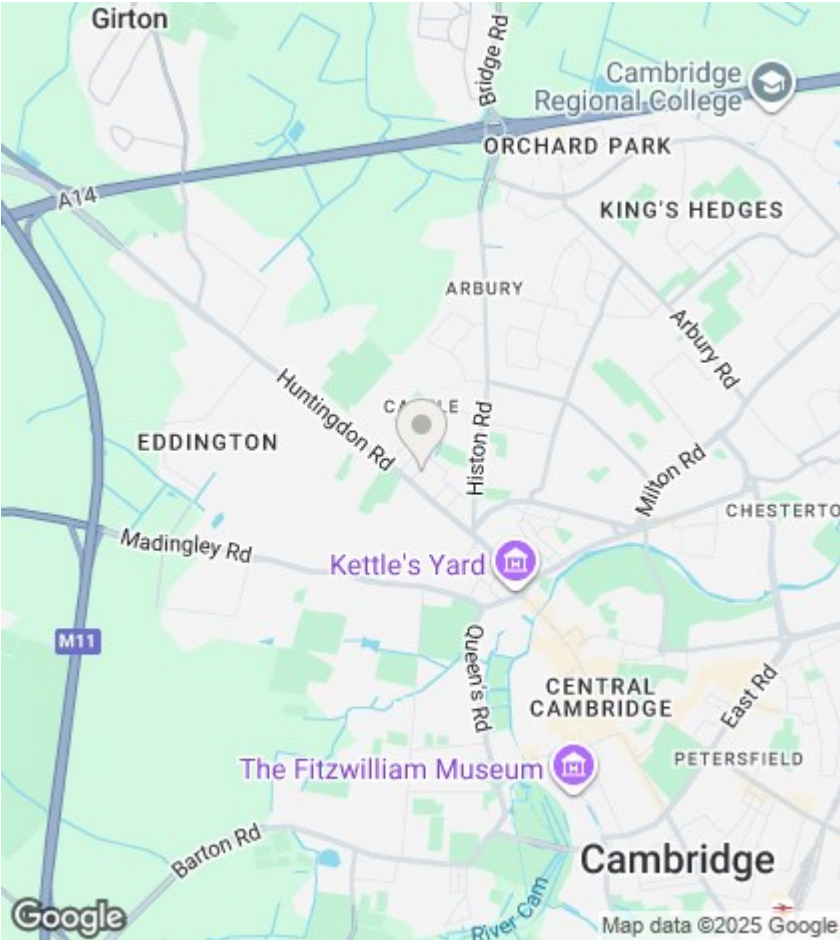 Girton
Bridge Rd
Cambridge
Regional College
ORCHARD PARK
A14
KING'S HEDGES
ARBURY
Arbury Rd
Huntingdon Rd
Histon Rd
EDDINGTON
Milton Rd
CHESTERTO
Madingley Rd
Kettle's Yard
M11
Queen's Rd
CENTRAL
CAMBRIDGE
East Rd
PETERSFIELD
The Fitzwilliam Museum
Barton Rd
Cambridge
River Cam
Google
Map data ©2025 Google